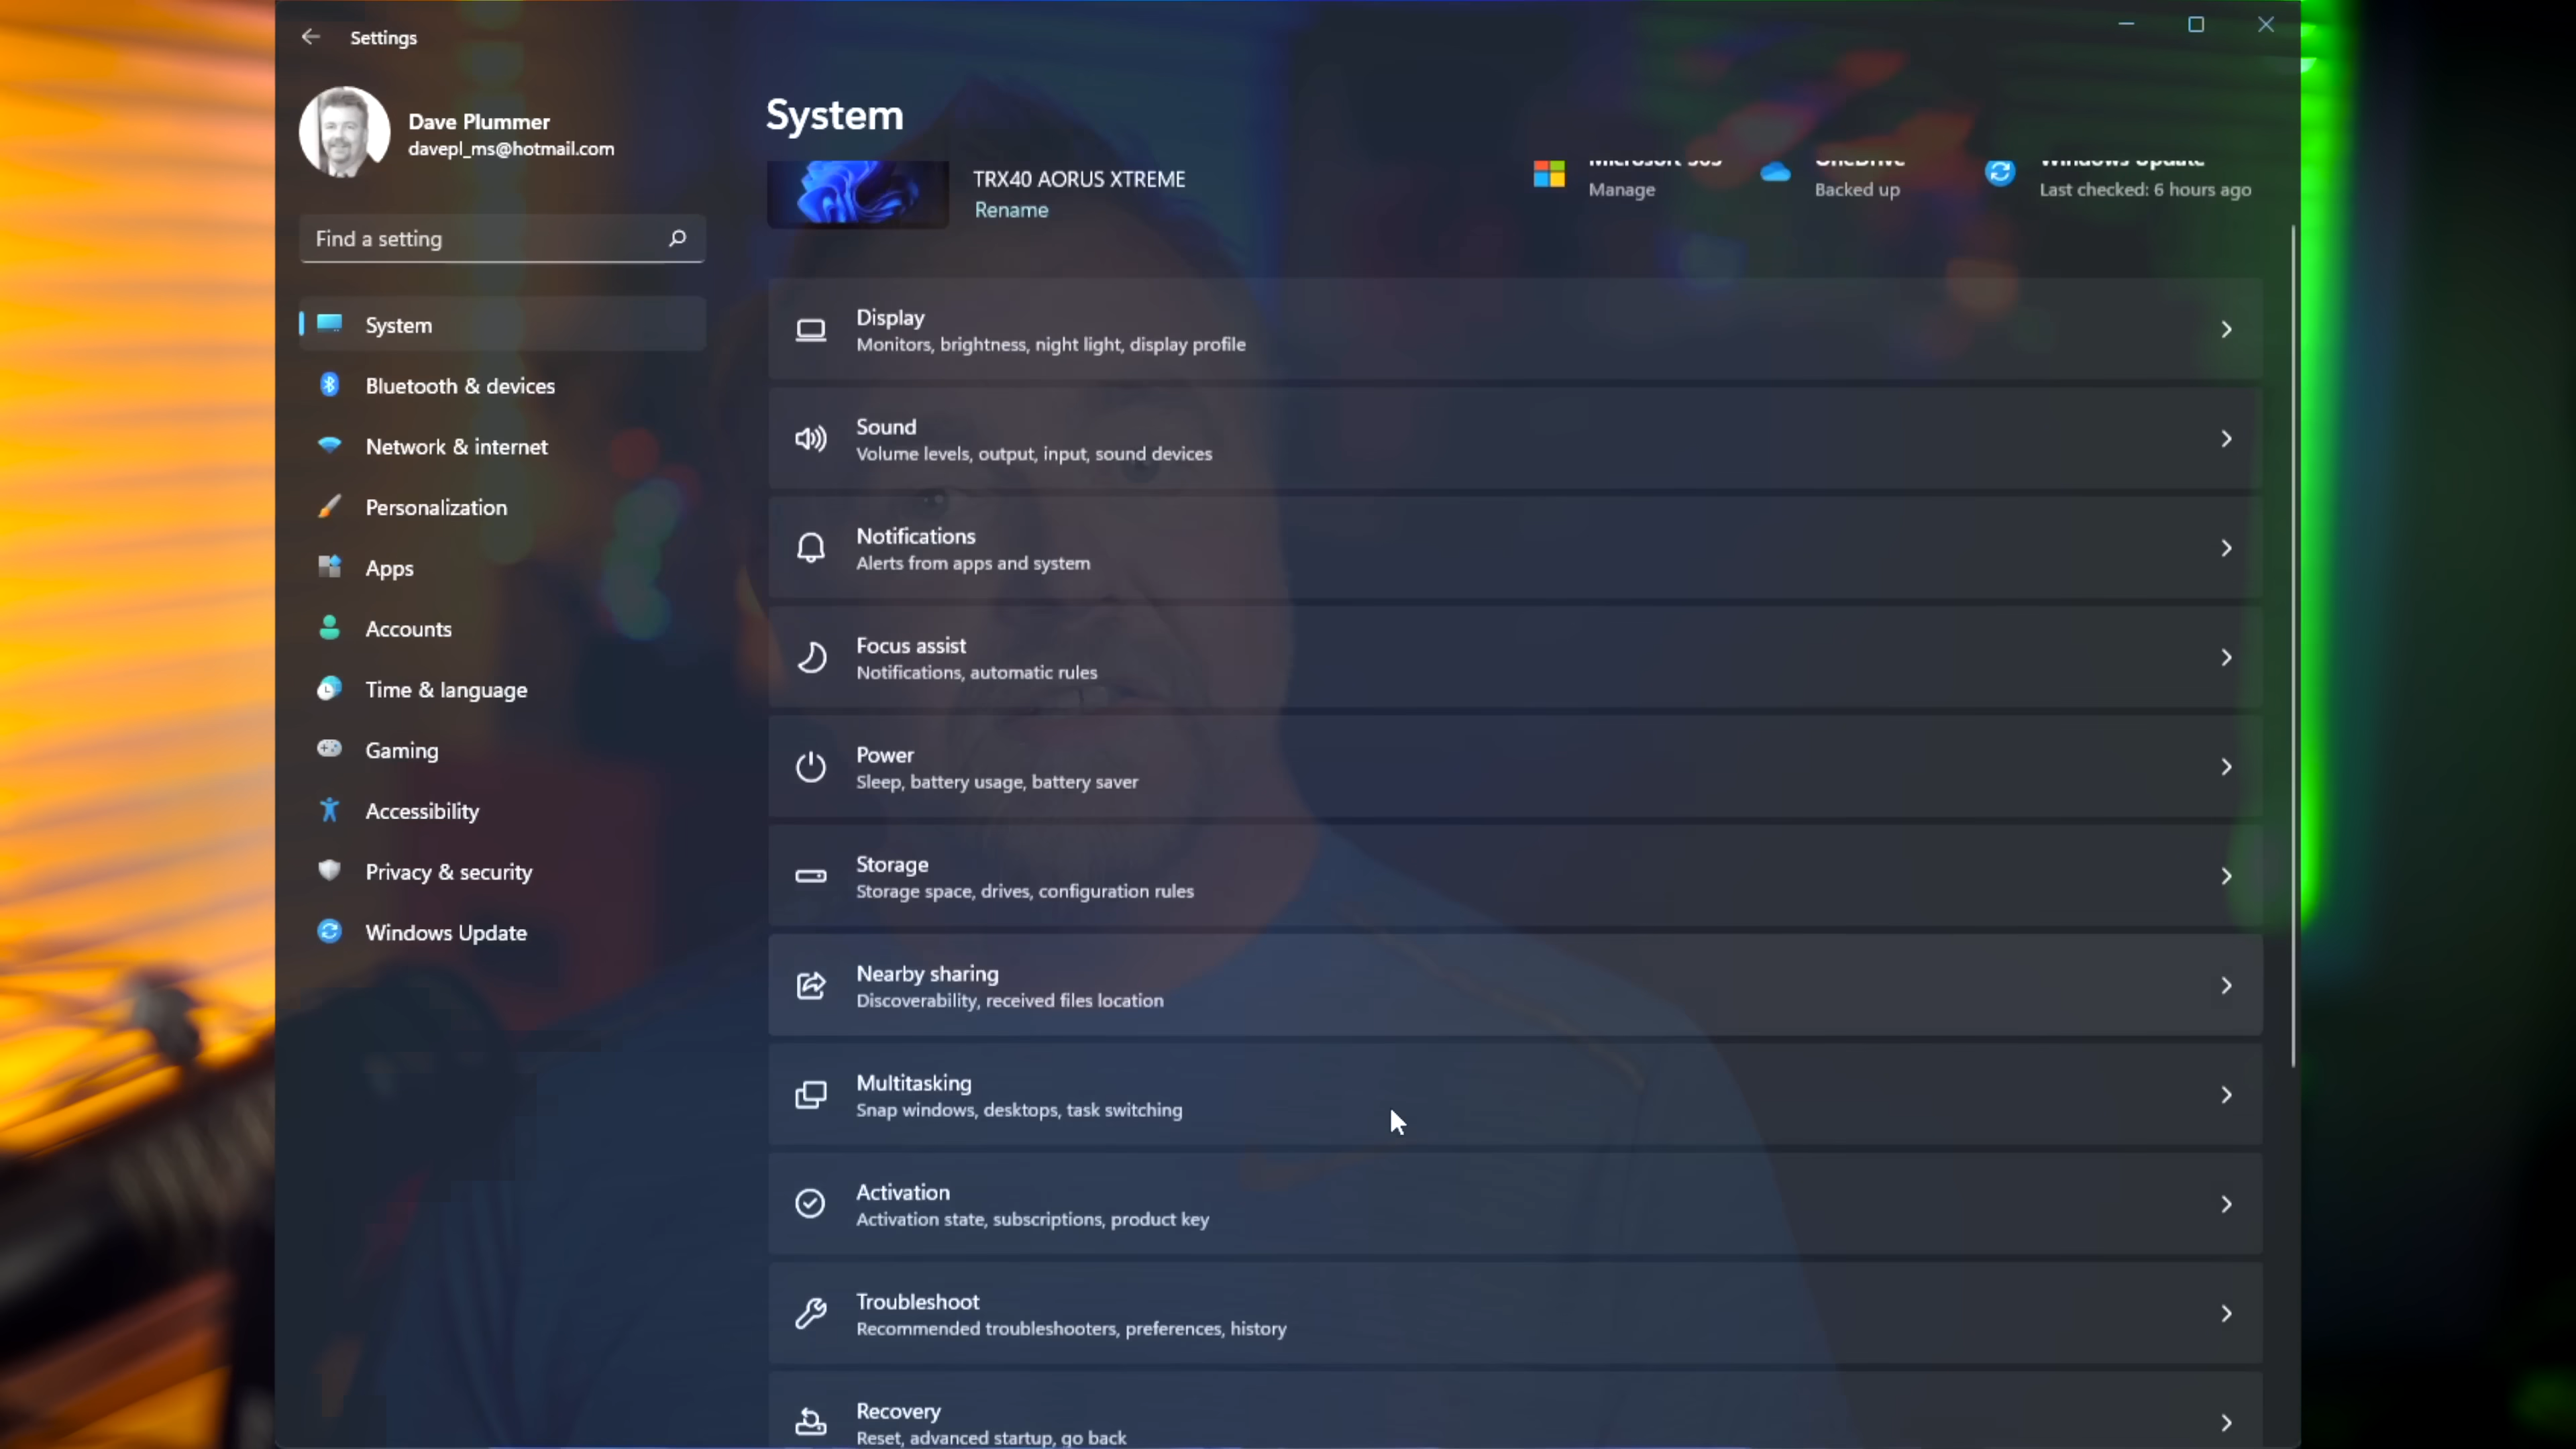 Settings
Dave Plummer
davepl_ms@hotmail.com
Find a setting
System
Bluetooth & devices
Network & internet
Personalization
Apps
Accounts
Time & language
Gaming
Accessibility
Privacy & security
Windows Update
System
TRX40 AORUS XTREME
Rename
Microsoft 365
Manage
OneDrive
Backed up
Windows Update
Last checked: 6 hours ago
Display
Monitors, brightness, night light, display profile
Sound
Volume levels, output, input, sound devices
Notifications
Alerts from apps and system
Focus assist
Notifications, automatic rules
Power
Sleep, battery usage, battery saver
Storage
Storage space, drives, configuration rules
Nearby sharing
Discoverability, received files location
Multitasking
Snap windows, desktops, task switching
Activation
Activation state, subscriptions, product key
Troubleshoot
Recommended troubleshooters, preferences, history
Recovery
Reset, advanced startup, go back